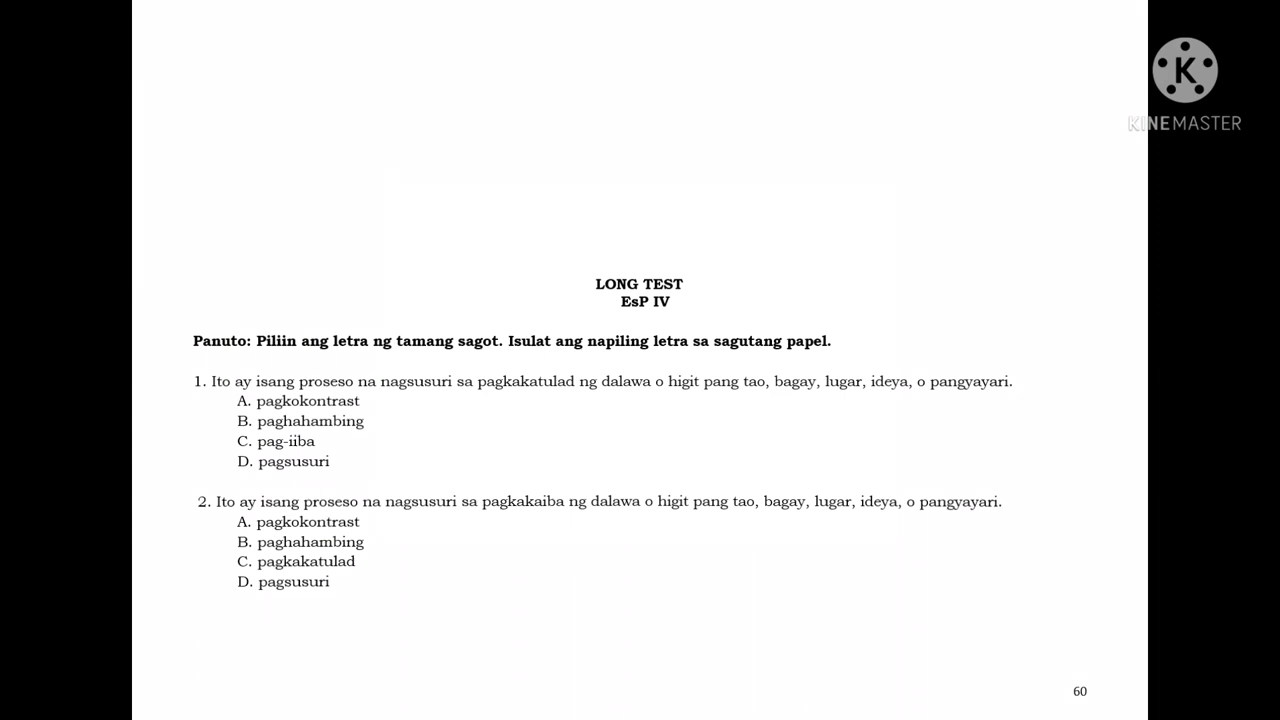 K
KINEMASTER
LONG TEST
EsP IV
Panuto: Piliin ang letra ng tamang sagot. Isulat ang napiling letra sa sagutang papel.
1. Ito ay isang proseso na nagsusuri sa pagkakatulad ng dalawa o higit pang tao, bagay, lugar, ideya, o pangyayari.
A. pagkokontrast
B. paghahambing
C. pag-iiba
D. pagsusuri
2. Ito ay isang proseso na nagsusuri sa pagkakaiba ng dalawa o higit pang tao, bagay, lugar, ideya, o pangyayari.
A. pagkokontrast
B. paghahambing
C. pagkakatulad
D. pagsusuri
60